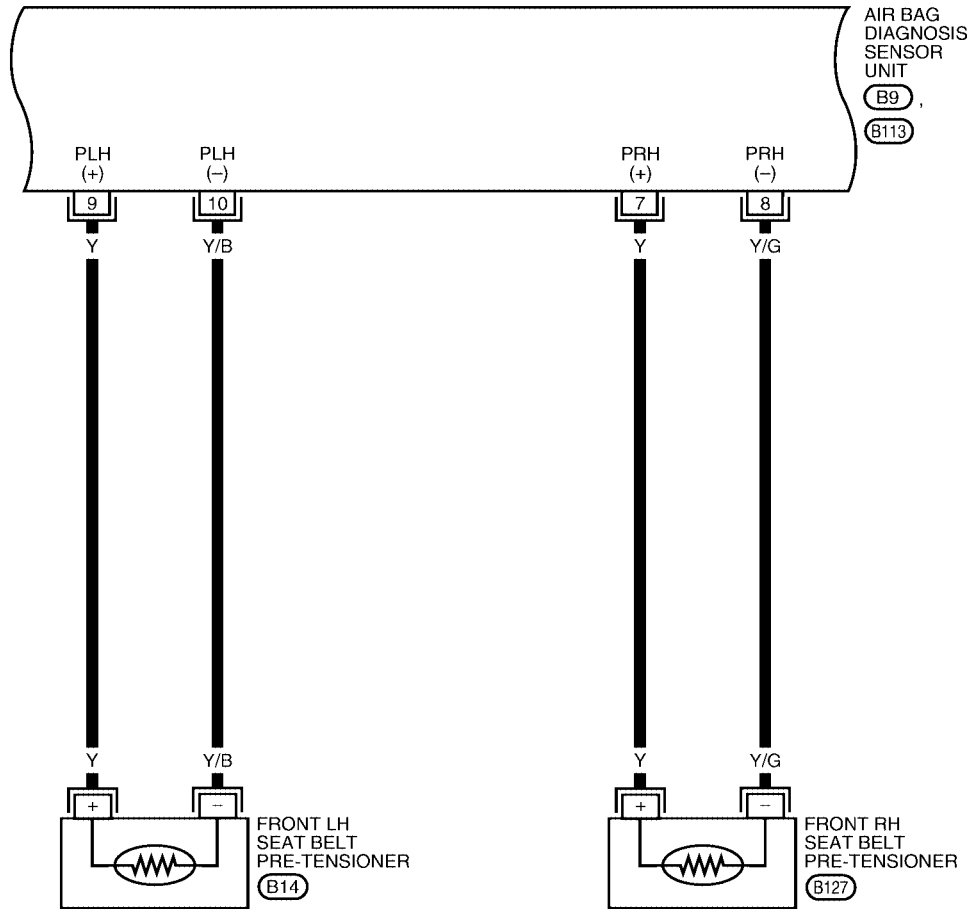 AIR BAG
DIAGNOSIS
SENSOR
UNIT
B9 ,
B113
PLH PLH PRH PRH
(+) (–) (+) (–)
9 10 7 8
Y Y/B Y Y/G
Y Y/B Y Y/G
+ – + –
FRONT LH
SEAT BELT
PRE-TENSIONER
B14
FRONT RH
SEAT BELT
PRE-TENSIONER
B127